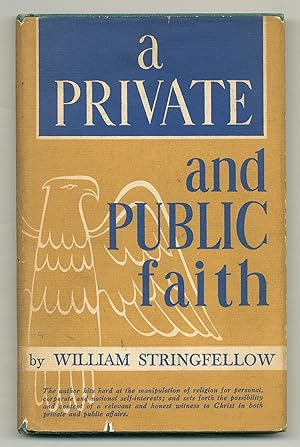 a
PRIVATE
and
PUBLIC
faith
by WILLIAM STRINGFELLOW
The author hits hard at the manipulation of religion for personal,
corporate and national self-interests; and sets forth the possibility
and content of a relevant and honest witness to Christ in both
private and public affairs.